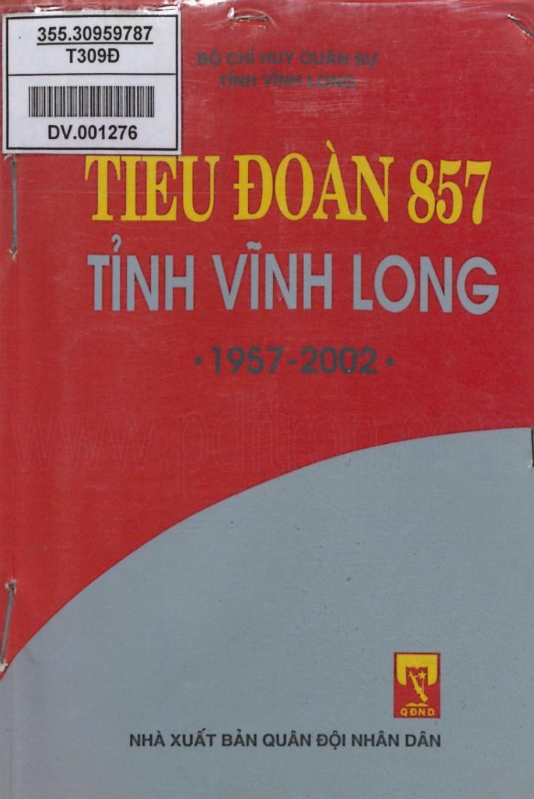 355.30959787
T309Đ
DV.001276
BỘ CHỈ HUY QUÂN SỰ
TỈNH VĨNH LONG
TIỂU ĐOÀN 857
TỈNH VĨNH LONG
• 1957-2002 •
QĐND
NHÀ XUẤT BẢN QUÂN ĐỘI NHÂN DÂN